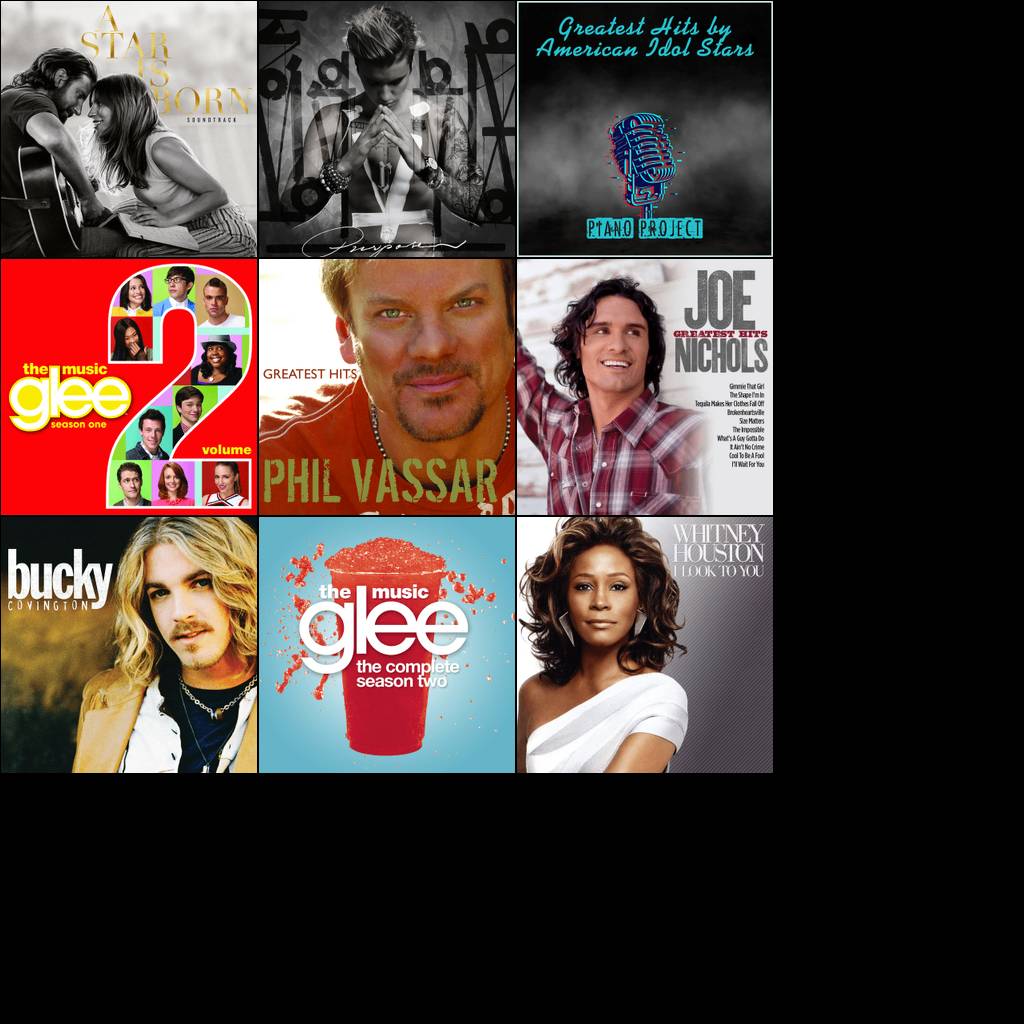 A
STAR
IS
BORN
SOUNDTRACK
Purpose
Greatest Hits by
American Idol Stars
PIANO PROJECT
the music
glee
season one
2
volume
GREATEST HITS
PHIL VASSAR
JOE
GREATEST HITS
NICHOLS
Gimmie That Girl
The Shape I'm In
Tequila Makes Her Clothes Fall Off
Brokenheartsville
Size Matters
The Impossible
What's A Guy Gotta Do
It Ain't No Crime
Cool To Be A Fool
I'll Wait For You
bucky
COVINGTON
the music
glee
the complete
season two
WHITNEY
HOUSTON
I LOOK TO YOU